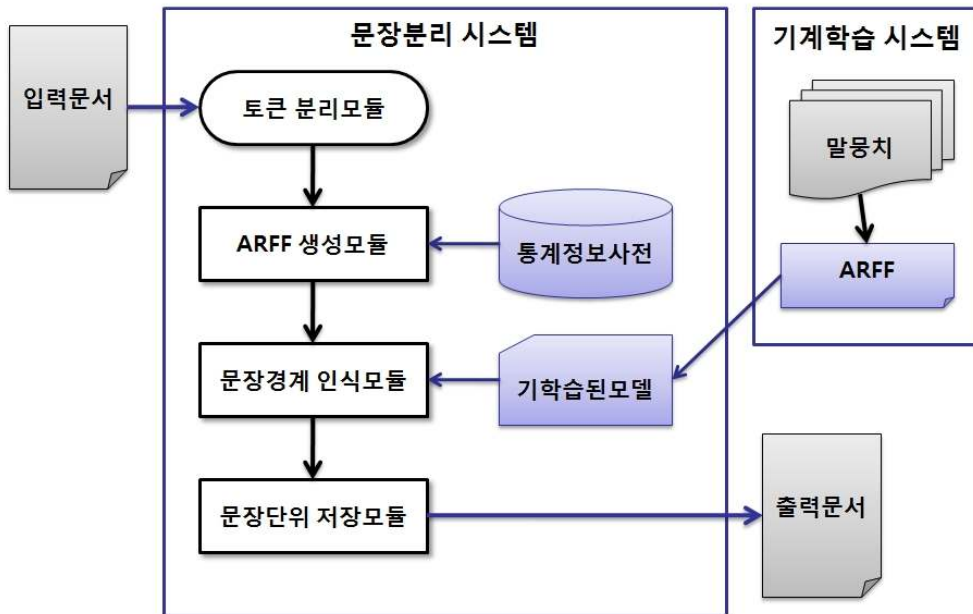 문장분리 시스템
기계학습 시스템
입력문서
토큰 분리모듈
말뭉치
ARFF 생성모듈
통계정보사전
ARFF
문장경계 인식모듈
기학습된모델
문장단위 저장모듈
출력문서